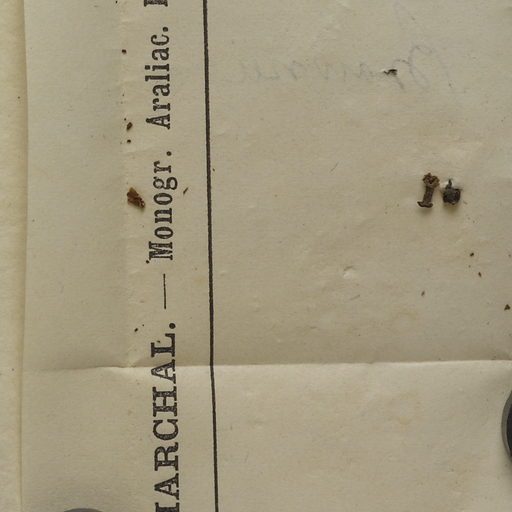 MARCHAL. — Monogr. Araliac.